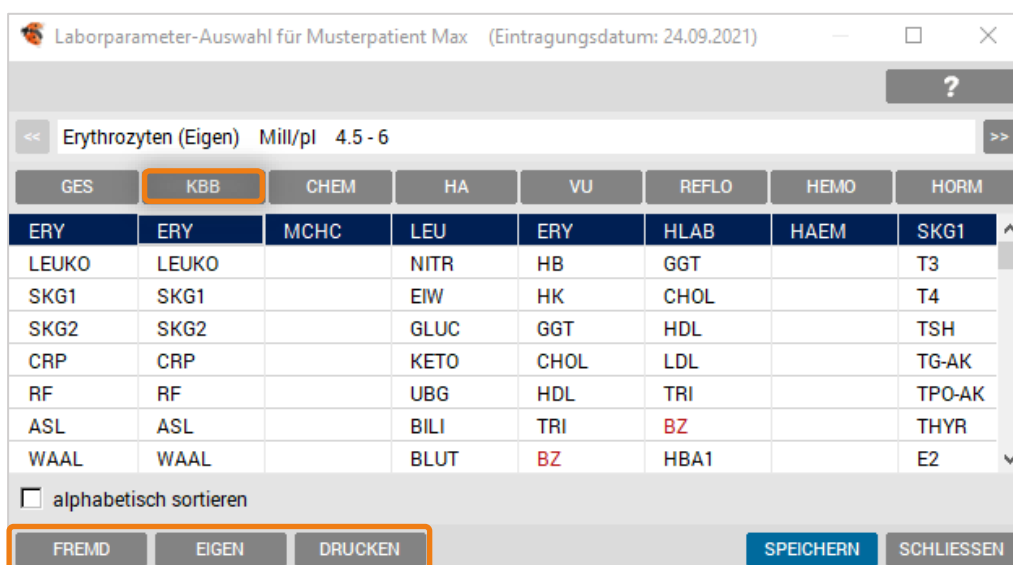 Laborparameter-Auswahl für Musterpatient Max (Eintragungsdatum: 24.09.2021)
?
<< Erythrozyten (Eigen) Mill/pl 4.5 - 6 >>
GES KBB CHEM HA VU REFLO HEMO HORM
ERY ERY MCHC LEU ERY HLAB HAEM SKG1
LEUKO LEUKO NITR HB GGT T3
SKG1 SKG1 EIW HK CHOL T4
SKG2 SKG2 GLUC GGT HDL TSH
CRP CRP KETO CHOL LDL TG-AK
RF RF UBG HDL TRI TPO-AK
ASL ASL BILI TRI BZ THYR
WAAL WAAL BLUT BZ HBA1 E2
alphabetisch sortieren
FREMD EIGEN DRUCKEN SPEICHERN SCHLIESSEN